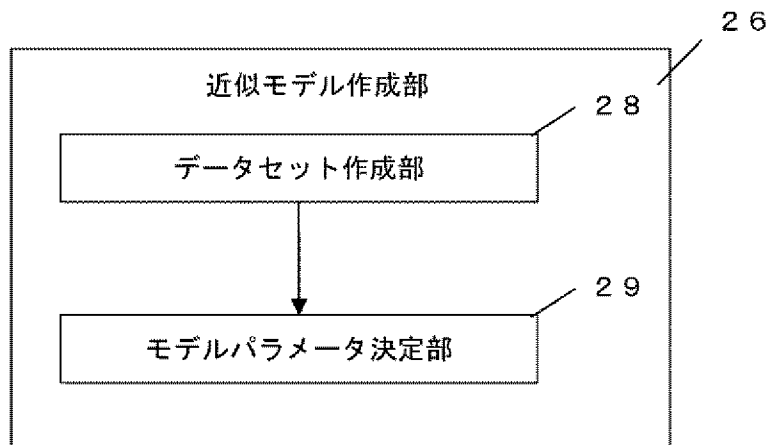 ２６
近似モデル作成部
２８
データセット作成部
２９
モデルパラメータ決定部